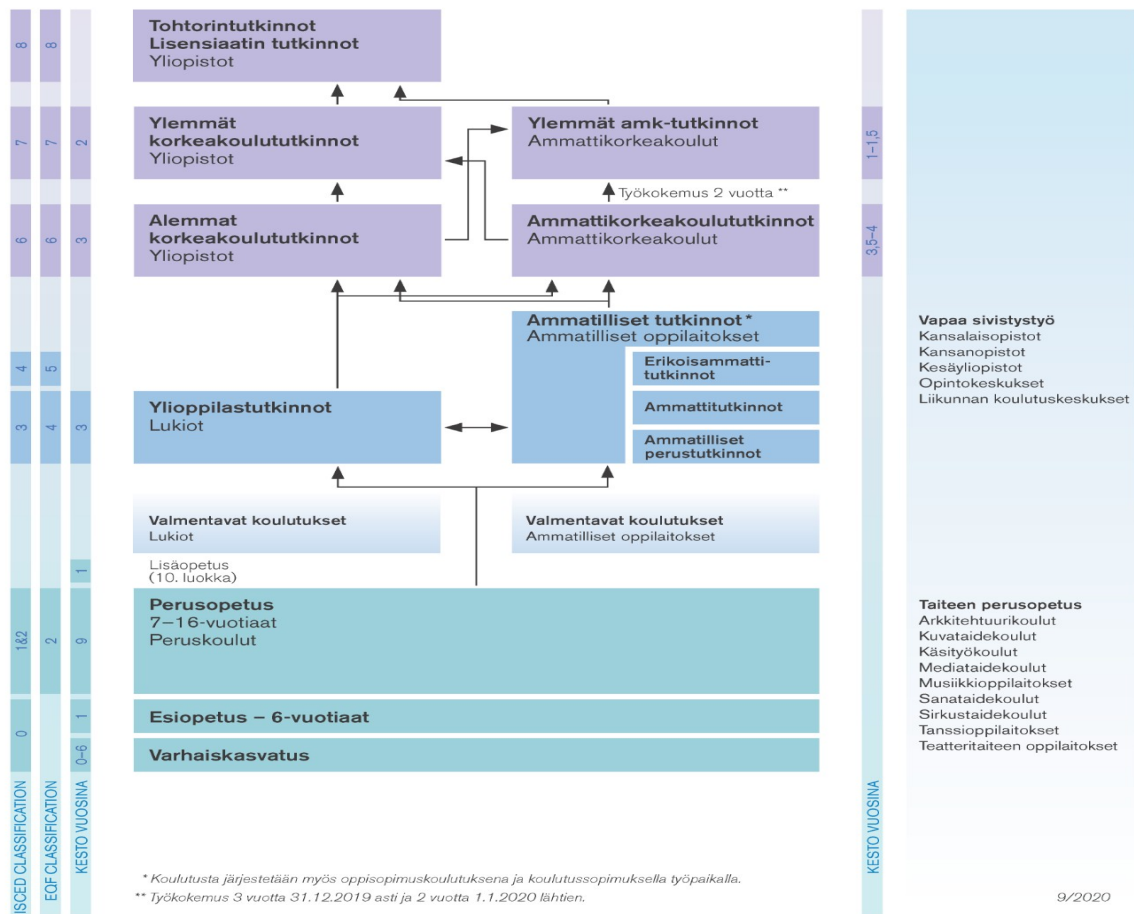 Tohtorintutkinnot
Lisensiaatin tutkinnot
Yliopistot
8
8
Ylemmät
korkeakoulututkinnot
Yliopistot
Ylemmät amk-tutkinnot
Ammattikorkeakoulut
7
7
2
1–1,5
Työkokemus 2 vuotta **
Alemmat
korkeakoulututkinnot
Yliopistot
Ammattikorkeakoulututkinnot
Ammattikorkeakoulut
6
6
3
3,5–4
Ammatilliset tutkinnot *
Ammatilliset oppilaitokset
Erikoisammatti-
tutkinnot
Ammattitutkinnot
Ammatilliset
perustutkinnot
4
5
Ylioppilastutkinnot
Lukiot
3
4
3
Valmentavat koulutukset
Lukiot
Valmentavat koulutukset
Ammatilliset oppilaitokset
Lisäopetus
(10. luokka)
1
Perusopetus
7–16-vuotiaat
Peruskoulut
1&2
2
9
Esiopetus – 6-vuotiaat
0
1
Varhaiskasvatus
0–6
ISCED CLASSIFICATION
EQF CLASSIFICATION
KESTO VUOSINA
KESTO VUOSINA
Vapaa sivistystyö
Kansalaisopistot
Kansanopistot
Kesäyliopistot
Opintokeskukset
Liikunnan koulutuskeskukset
Taiteen perusopetus
Arkkitehtuurikoulut
Kuvataidekoulut
Käsityökoulut
Mediataidekoulut
Musiikkioppilaitokset
Sanataidekoulut
Sirkustaidekoulut
Tanssioppilaitokset
Teatteritaiteen oppilaitokset
* Koulutusta järjestetään myös oppisopimuskoulutuksena ja koulutussopimuksella työpaikalla.
** Työkokemus 3 vuotta 31.12.2019 asti ja 2 vuotta 1.1.2020 lähtien.
9/2020